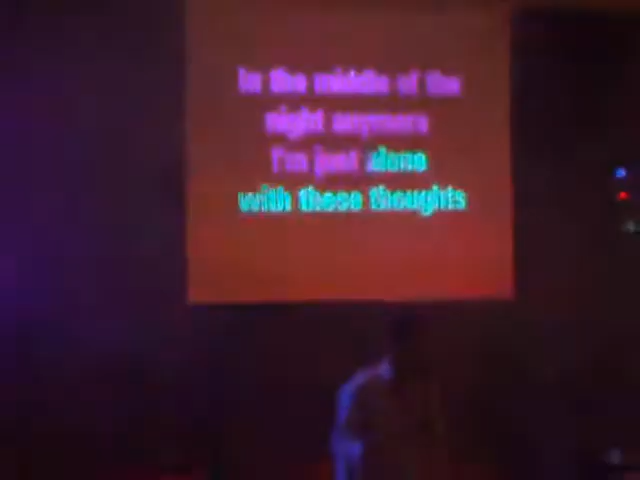 In the middle of the
night anymore
I'm just alone
with these thoughts